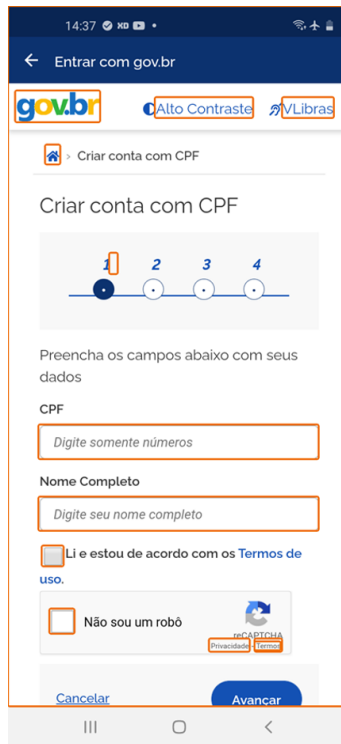 14:37
Entrar com gov.br
gov.br Alto Contraste VLibras
> Criar conta com CPF
Criar conta com CPF
1 2 3 4
Preencha os campos abaixo com seus
dados
CPF
Digite somente números
Nome Completo
Digite seu nome completo
Li e estou de acordo com os Termos de
uso.
Não sou um robô
reCAPTCHA
Privacidade - Termos
Cancelar Avançar